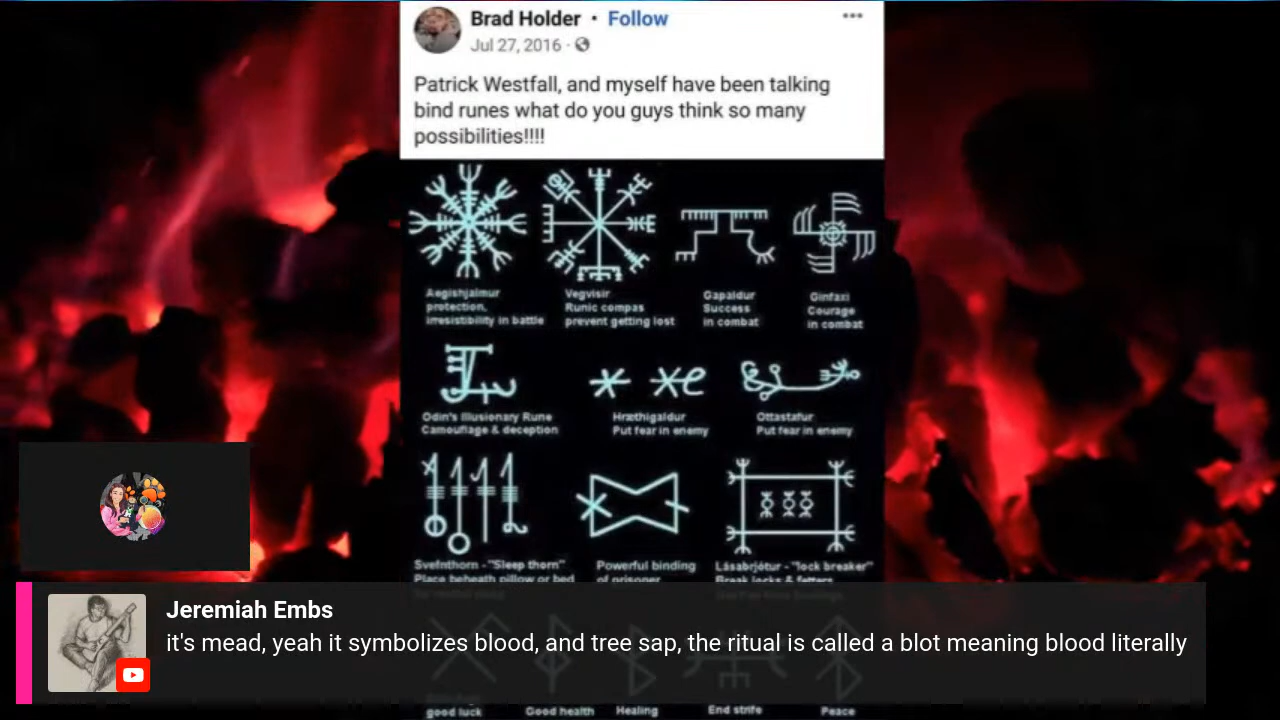 Brad Holder · Follow
Jul 27, 2016 ·
Patrick Westfall, and myself have been talking
bind runes what do you guys think so many
possibilities!!!!
Aegishjalmur
protection,
irresistibility in battle
Vegvisir
Runic compas
prevent getting lost
Gapaldur
Success
in combat
Ginfaxi
Courage
in combat
Odin's Illusionary Rune
Camouflage & deception
Hræthigaldur
Put fear in enemy
Ottastafur
Put fear in enemy
Svefnthorn - "Sleep thorn"
Place beheath pillow or bed
Powerful binding
of prisoner
Lásabrjótur - "lock breaker"
Break locks & fetters
Jeremiah Embs
it's mead, yeah it symbolizes blood, and tree sap, the ritual is called a blot meaning blood literally
good luck
Good health
Healing
End strife
Peace